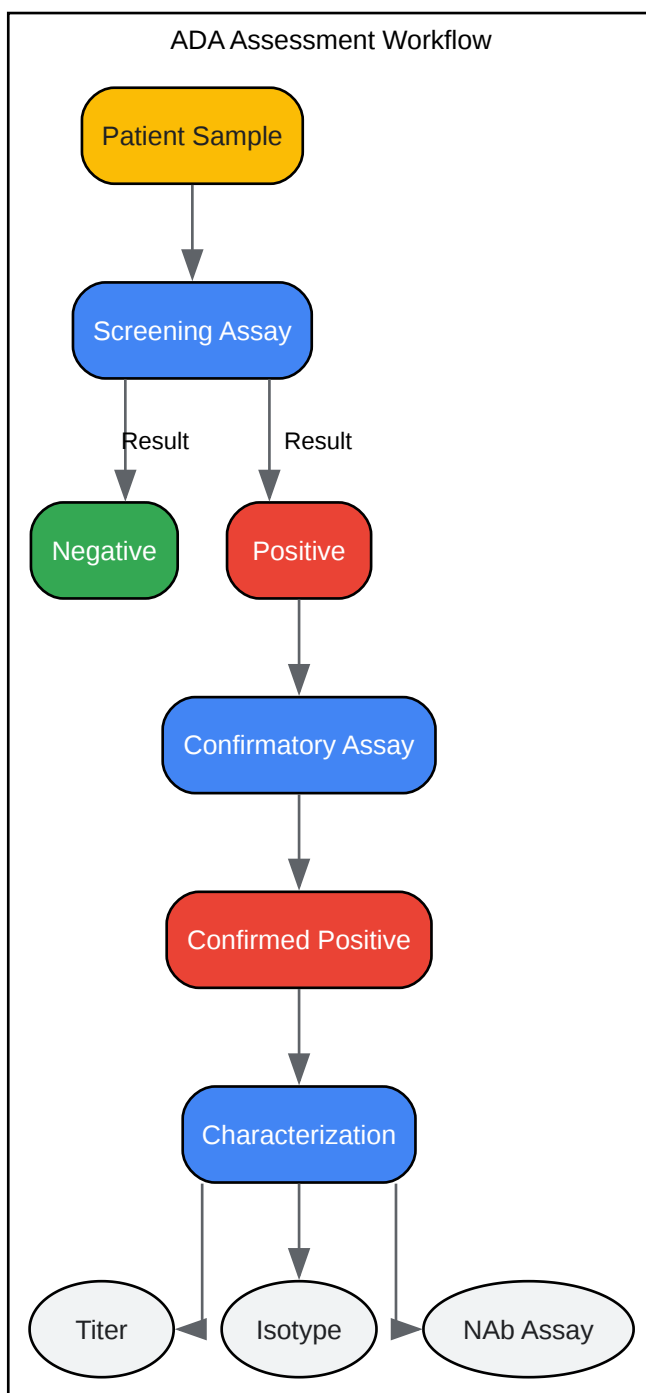 ADA Assessment Workflow
Patient Sample
Screening Assay
Result
Result
Negative
Positive
Confirmatory Assay
Confirmed Positive
Characterization
Titer
Isotype
NAb Assay